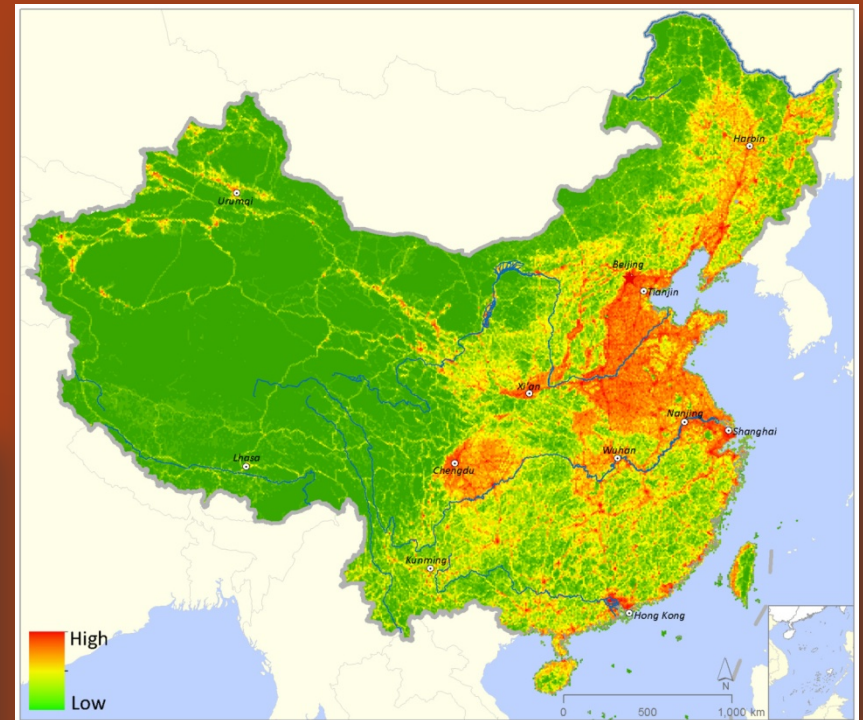 Harbin
Urumqi
Beijing
Tianjin
Xi'an
Nanjing
Shanghai
Wuhan
Chengdu
Lhasa
Kunming
Hong Kong
High
Low
N
0 500 1,000 km